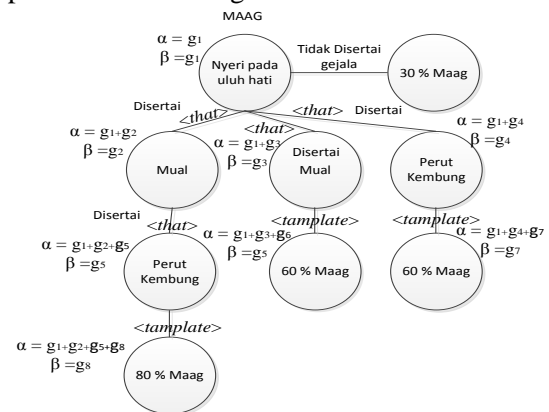 MAAG
α = g1
β =g1
Nyeri pada
uluh hati
Tidak Disertai
gejala
30 % Maag
Disertai
<that>
<that>
<that>
Disertai
α = g1+g2
β =g2
Mual
α = g1+g3
β =g3
Disertai
Mual
α = g1+g4
β =g4
Perut
Kembung
Disertai
<that>
<tamplate>
<tamplate>
α = g1+g2+g5
β =g5
Perut
Kembung
α = g1+g3+g6
β =g5
60 % Maag
α = g1+g4+g7
β =g7
60 % Maag
<tamplate>
α = g1+g2+g5+g8
β =g8
80 % Maag